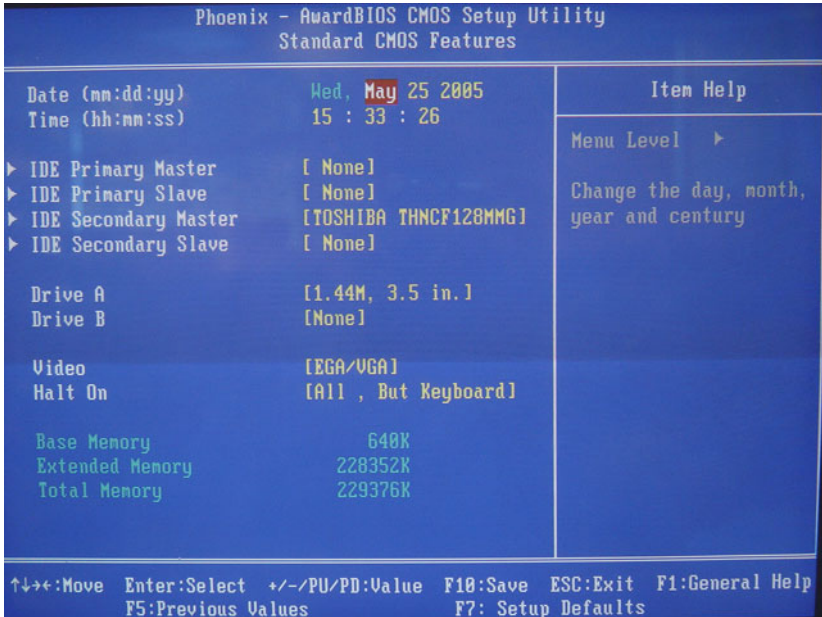 Phoenix - AwardBIOS CMOS Setup Utility
Standard CMOS Features
Date (mm:dd:yy) Wed, May 25 2005
Time (hh:mm:ss) 15 : 33 : 26
IDE Primary Master [ None]
IDE Primary Slave [ None]
IDE Secondary Master [TOSHIBA THNCF128MMG]
IDE Secondary Slave [ None]
Drive A [1.44M, 3.5 in.]
Drive B [None]
Video [EGA/VGA]
Halt On [All , But Keyboard]
Base Memory 640K
Extended Memory 228352K
Total Memory 229376K
Item Help
Menu Level ▶
Change the day, month,
year and century
↑↓→←:Move Enter:Select +/-/PU/PD:Value F10:Save ESC:Exit F1:General Help
F5:Previous Values F7: Setup Defaults